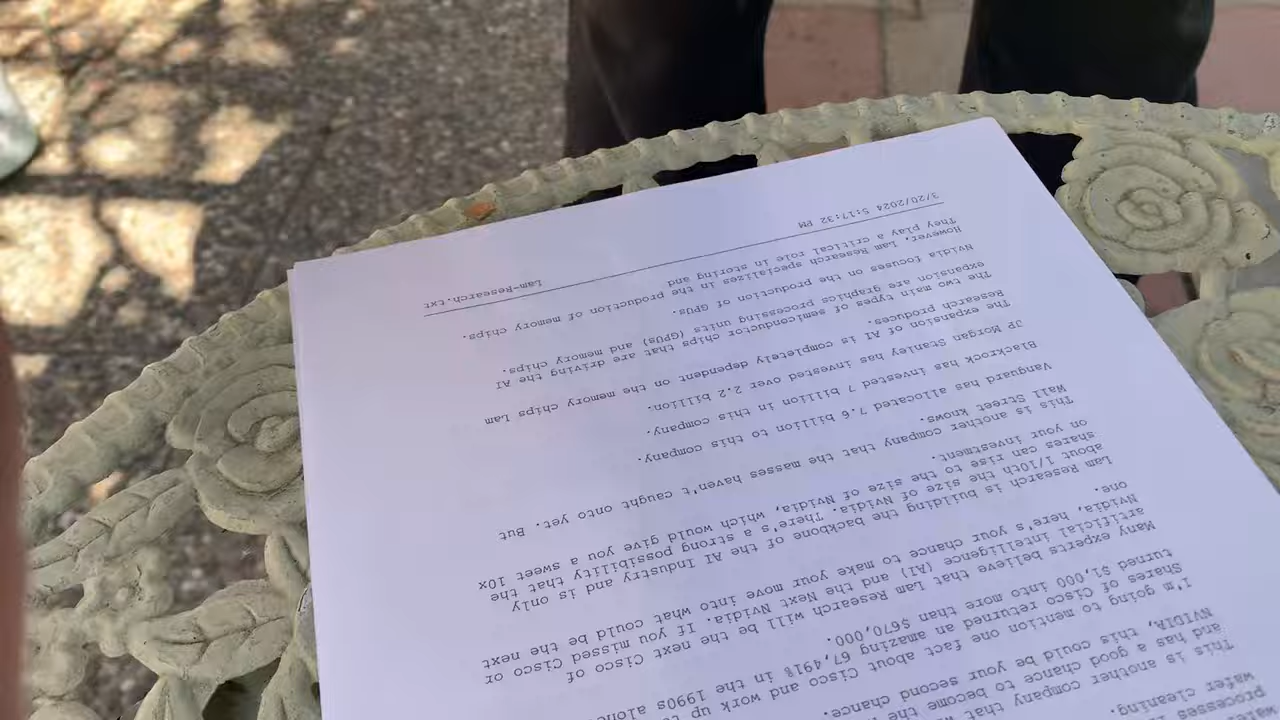 processes
wafer cleaning.
This is another company that
and has a good chance to become the
NVIDIA, this could be your second chance.
I'm going to mention one fact about Cisco and work up
Shares of Cisco returned an amazing 67,491% in the 1990s
turned $1,000 into more than $670,000.
Many experts believe that Lam Research will be the next Cisco of
artificial intelligence (AI) and the Next Nvidia. If you missed Cisco or
Nvidia, here's your chance to make your move into what could be the next
one.
Lam Research is building the backbone of the AI Industry and is only
about 1/10th the size of Nvidia. There's a strong possibility that the
shares can rise to the size of Nvidia, which would give you a sweet 10x
on your investment.
This is another company that the masses haven't caught onto yet. But
Wall Street knows.
Vanguard has allocated 7.6 billion to this company.
Blackrock has invested 7 billion in this company.
JP Morgan Stanley has invested over 2.2 billion.
The expansion of AI is completely dependent on the memory chips Lam
Research produces.
The two main types of semiconductor chips that are driving the AI
expansion are graphics processing units (GPUs) and memory chips.
Nvidia focuses on the production of GPUs.
However, Lam Research specializes in the production of memory chips.
They play a critical role in storing and
3/20/2024 5:17:32 PM Lam-Research.txt